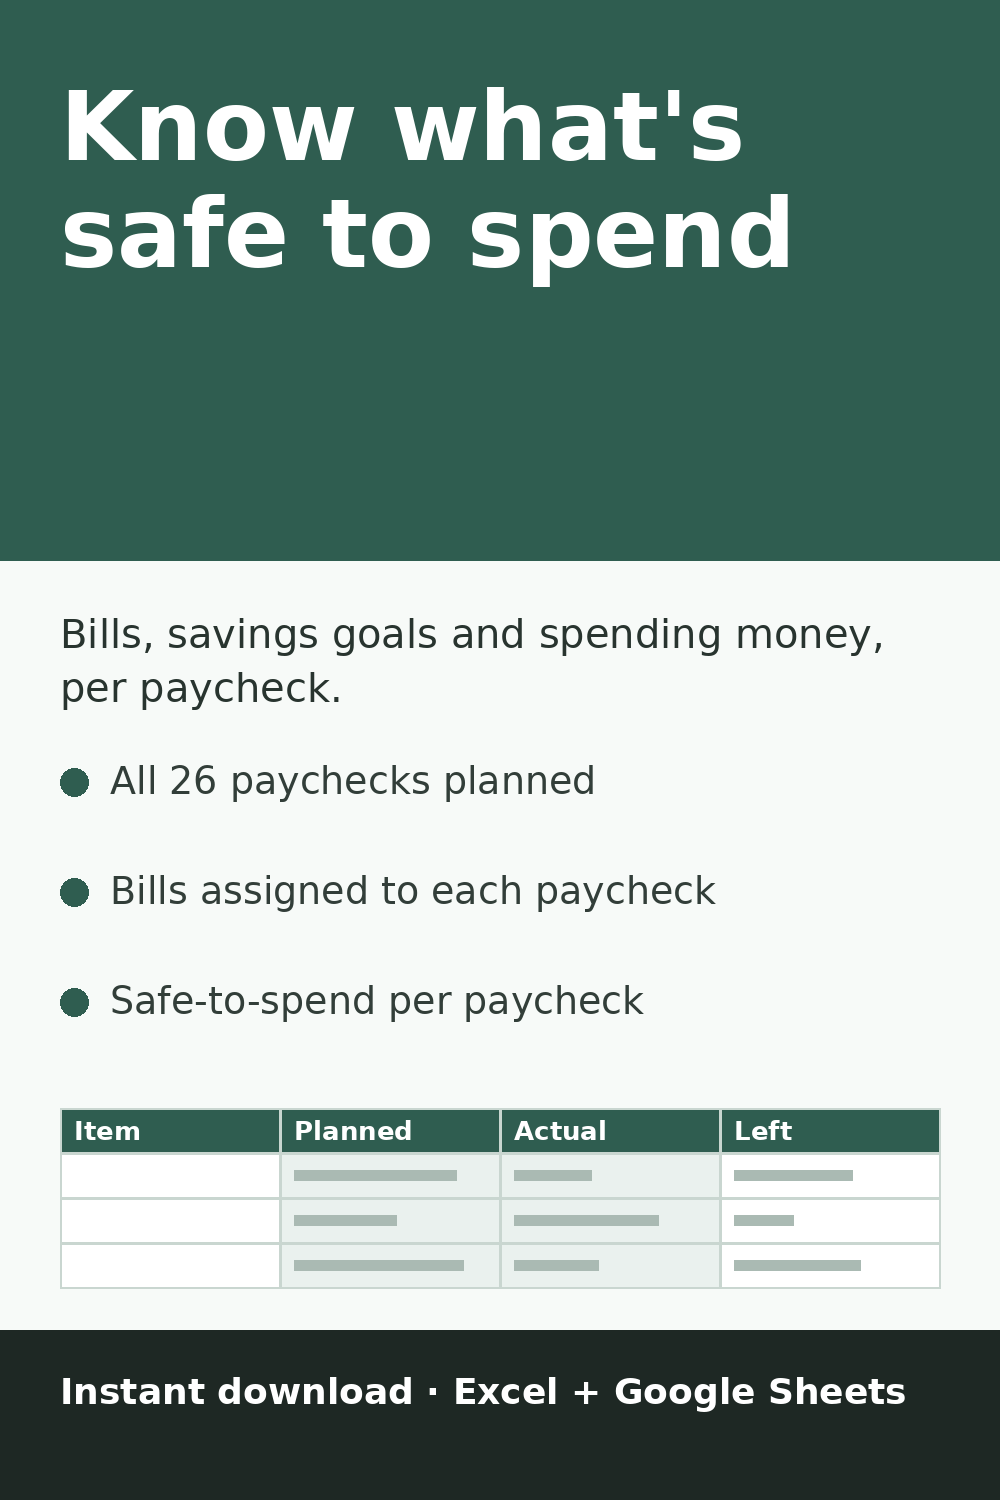 Know what's
safe to spend
Bills, savings goals and spending money,
per paycheck.
All 26 paychecks planned
Bills assigned to each paycheck
Safe-to-spend per paycheck
Item Planned Actual Left
Instant download · Excel + Google Sheets